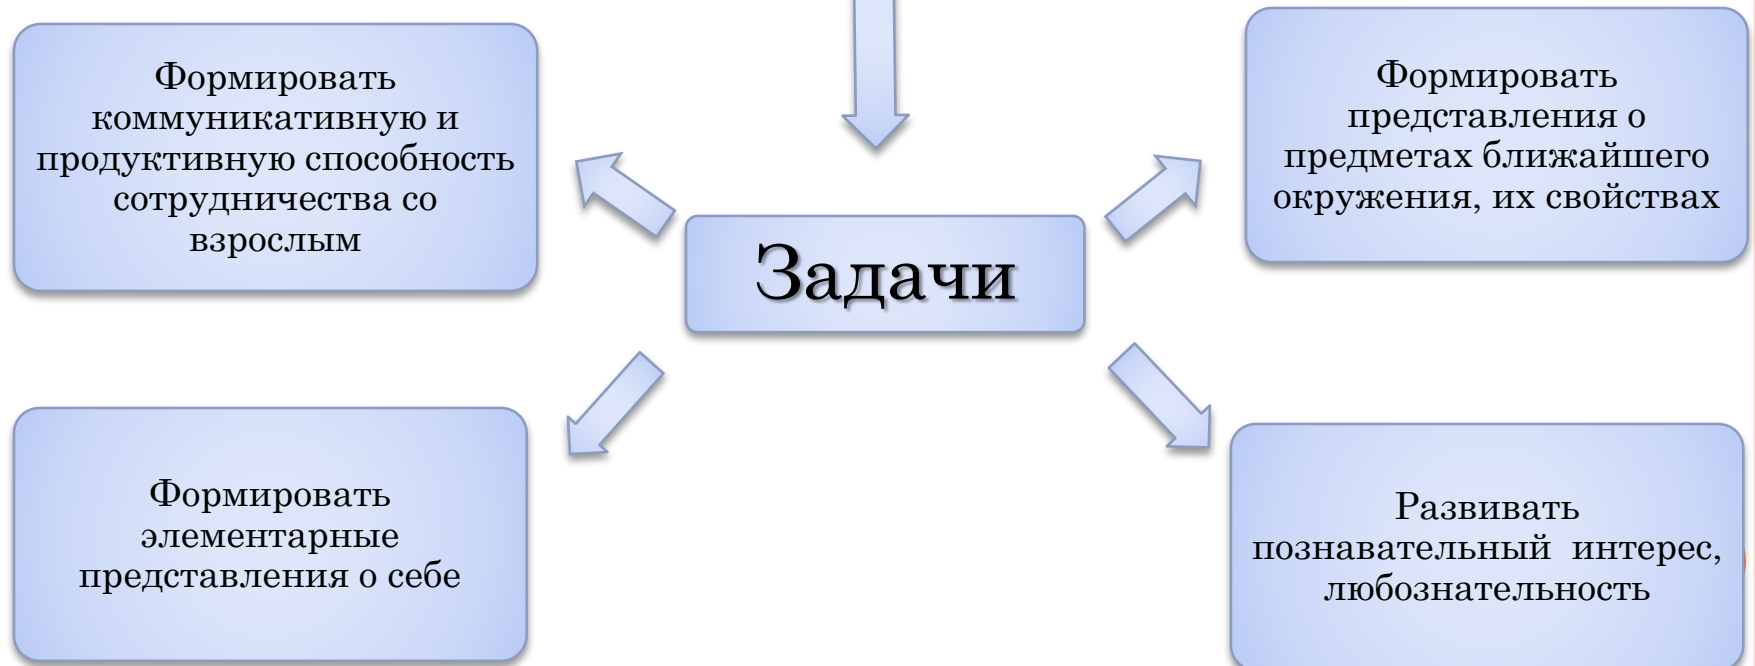 Формировать
коммуникативную и
продуктивную способность
сотрудничества со
взрослым
Формировать
представления о
предметах ближайшего
окружения, их свойствах
Задачи
Формировать
элементарные
представления о себе
Развивать
познавательный  интерес,
любознательность